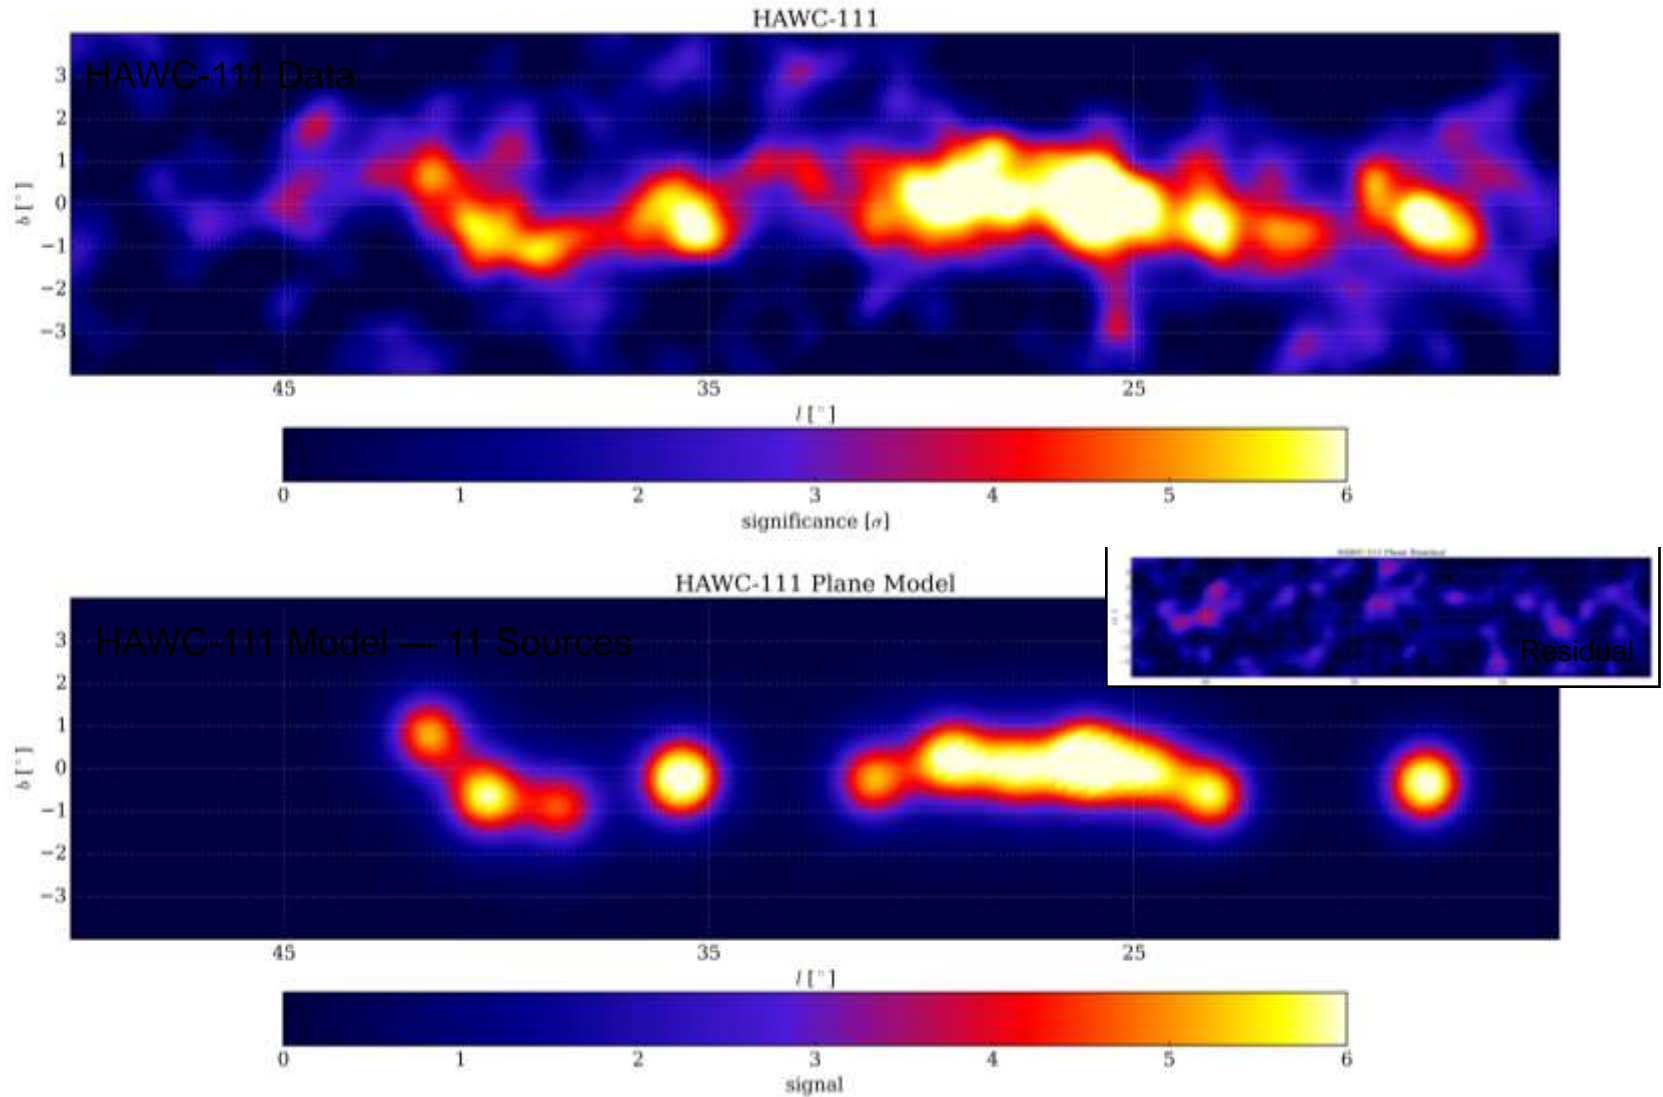 HAWC-111
HAWC-111 Data
3
2
1
0
−1
−2
−3
b [°]
45 35 25
l [°]
0 1 2 3 4 5 6
significance [σ]
HAWC-111 Plane Model
HAWC-111 Model — 11 Sources
Residual
3
2
1
0
−1
−2
−3
b [°]
45 35 25
l [°]
0 1 2 3 4 5 6
signal